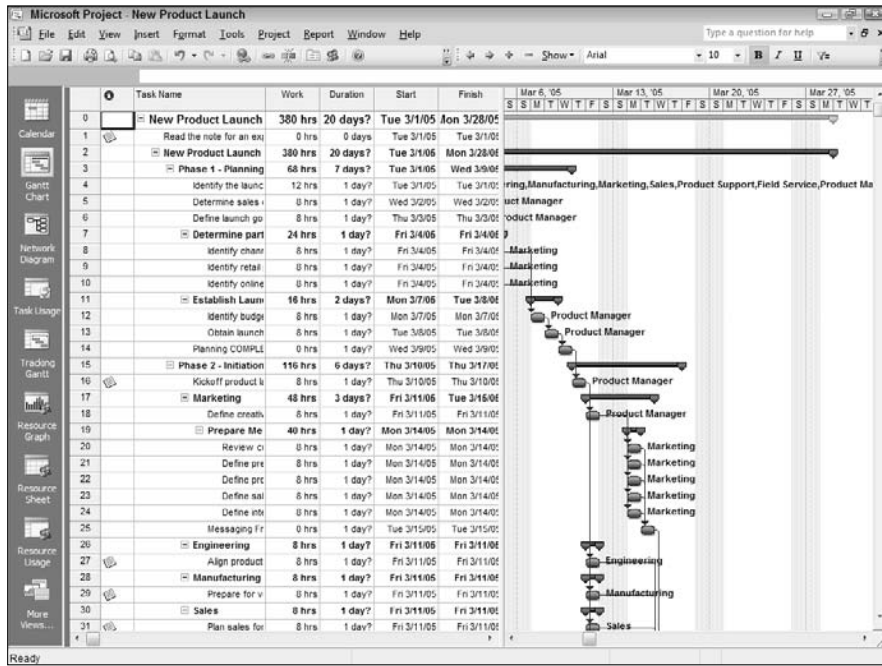 Microsoft Project - New Product Launch
File Edit View Insert Format Tools Project Report Window Help Type a question for help
Show Arial 10 B I U
Task Name Work Duration Start Finish Mar 6, '05 Mar 13, '05 Mar 20, '05 Mar 27, '05
S S M T W T F S S M T W T F S S M T W T F S S M T W T
0 New Product Launch 380 hrs 20 days? Tue 3/1/05 Mon 3/28/05
1 Read the note for an exp 0 hrs 0 days Tue 3/1/05 Tue 3/1/05
2 New Product Launch 380 hrs 20 days? Tue 3/1/05 Mon 3/28/05
3 Phase 1 - Planning 68 hrs 7 days? Tue 3/1/05 Wed 3/9/05
4 Identify the launc 12 hrs 1 day? Tue 3/1/05 Tue 3/1/05 ring,Manufacturing,Marketing,Sales,Product Support,Field Service,Product Ma
5 Determine sales 8 hrs 1 day? Wed 3/2/05 Wed 3/2/05 uct Manager
6 Define launch go 8 hrs 1 day? Thu 3/3/05 Thu 3/3/05 roduct Manager
7 Determine part 24 hrs 1 day? Fri 3/4/05 Fri 3/4/05
8 Identify chann 8 hrs 1 day? Fri 3/4/05 Fri 3/4/05 Marketing
9 Identify retail 8 hrs 1 day? Fri 3/4/05 Fri 3/4/05 Marketing
10 Identify online 8 hrs 1 day? Fri 3/4/05 Fri 3/4/05 Marketing
11 Establish Laun 16 hrs 2 days? Mon 3/7/05 Tue 3/8/05
12 Identify budge 8 hrs 1 day? Mon 3/7/05 Mon 3/7/05 Product Manager
13 Obtain launch 8 hrs 1 day? Tue 3/8/05 Tue 3/8/05 Product Manager
14 Planning COMPLE 8 hrs 1 day? Wed 3/9/05 Wed 3/9/05
15 Phase 2 - Initiation 116 hrs 6 days? Thu 3/10/05 Thu 3/17/05
16 Kickoff product la 8 hrs 1 day? Thu 3/10/05 Thu 3/10/05 Product Manager
17 Marketing 48 hrs 3 days? Fri 3/11/05 Tue 3/15/05
18 Define creativ 8 hrs 1 day? Fri 3/11/05 Fri 3/11/05 Product Manager
19 Prepare Me 40 hrs 1 day? Mon 3/14/05 Mon 3/14/05
20 Review cr 8 hrs 1 day? Mon 3/14/05 Mon 3/14/05 Marketing
21 Define pre 8 hrs 1 day? Mon 3/14/05 Mon 3/14/05 Marketing
22 Define pro 8 hrs 1 day? Mon 3/14/05 Mon 3/14/05 Marketing
23 Define sal 8 hrs 1 day? Mon 3/14/05 Mon 3/14/05 Marketing
24 Define inte 8 hrs 1 day? Mon 3/14/05 Mon 3/14/05 Marketing
25 Messaging Fr 0 hrs 1 day? Tue 3/15/05 Tue 3/15/05
26 Engineering 8 hrs 1 day? Fri 3/11/05 Fri 3/11/05
27 Align product 8 hrs 1 day? Fri 3/11/05 Fri 3/11/05 Engineering
28 Manufacturing 8 hrs 1 day? Fri 3/11/05 Fri 3/11/05
29 Prepare for v 8 hrs 1 day? Fri 3/11/05 Fri 3/11/05 Manufacturing
30 Sales 8 hrs 1 day? Fri 3/11/05 Fri 3/11/05
31 Plan sales for 8 hrs 1 day? Fri 3/11/05 Fri 3/11/05 Sales
Calendar
Gantt
Chart
Network
Diagram
Task Usage
Tracking
Gantt
Resource
Graph
Resource
Sheet
Resource
Usage
More
Views...
Ready